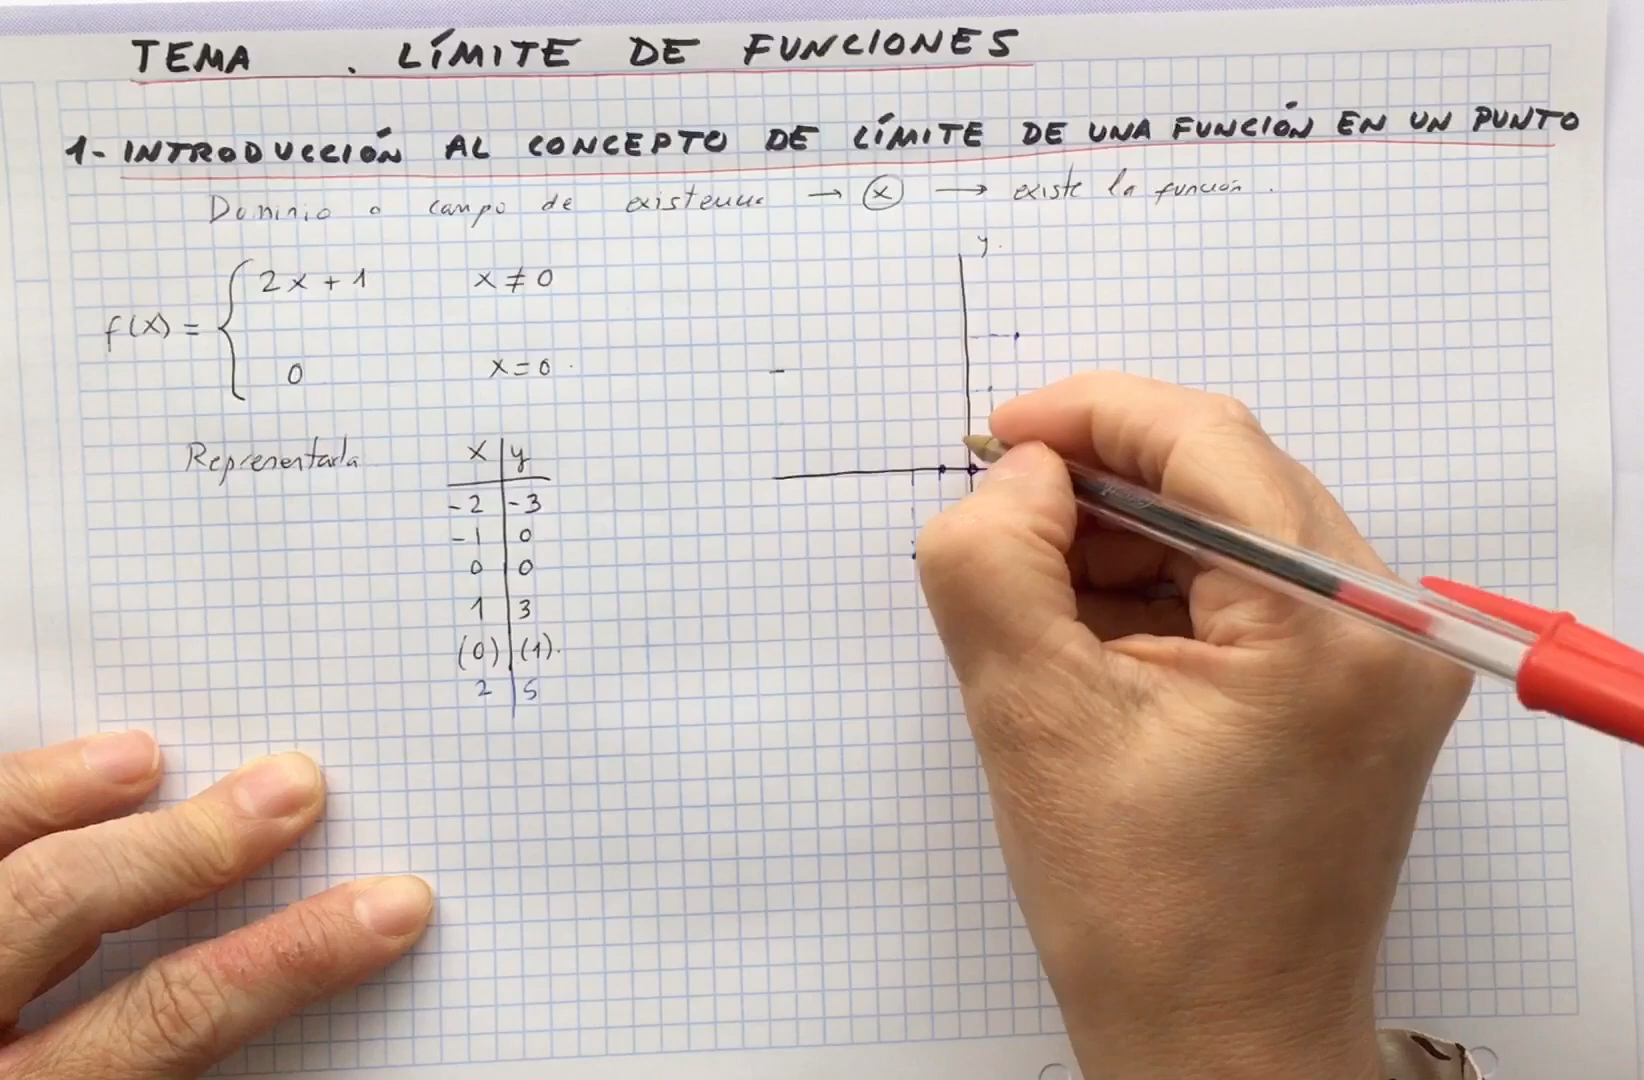 TEMA . LÍMITE DE FUNCIONES
1- INTRODUCCIÓN AL CONCEPTO DE LÍMITE DE UNA FUNCIÓN EN UN PUNTO
Dominio o campo de existencia → (x) → existe la función.
y.
2x+1 x≠0
f(x) =
0 x=0.
Representarla
x y
-2 -3
-1 0
0 0
1 3
(0) (1).
2 5